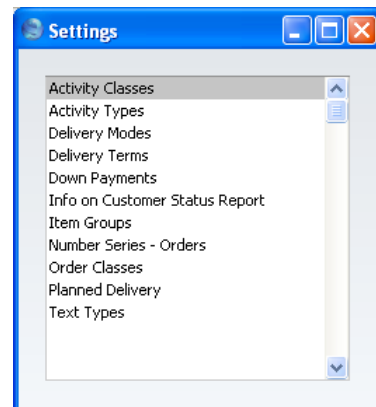 Settings
Activity Classes
Activity Types
Delivery Modes
Delivery Terms
Down Payments
Info on Customer Status Report
Item Groups
Number Series - Orders
Order Classes
Planned Delivery
Text Types